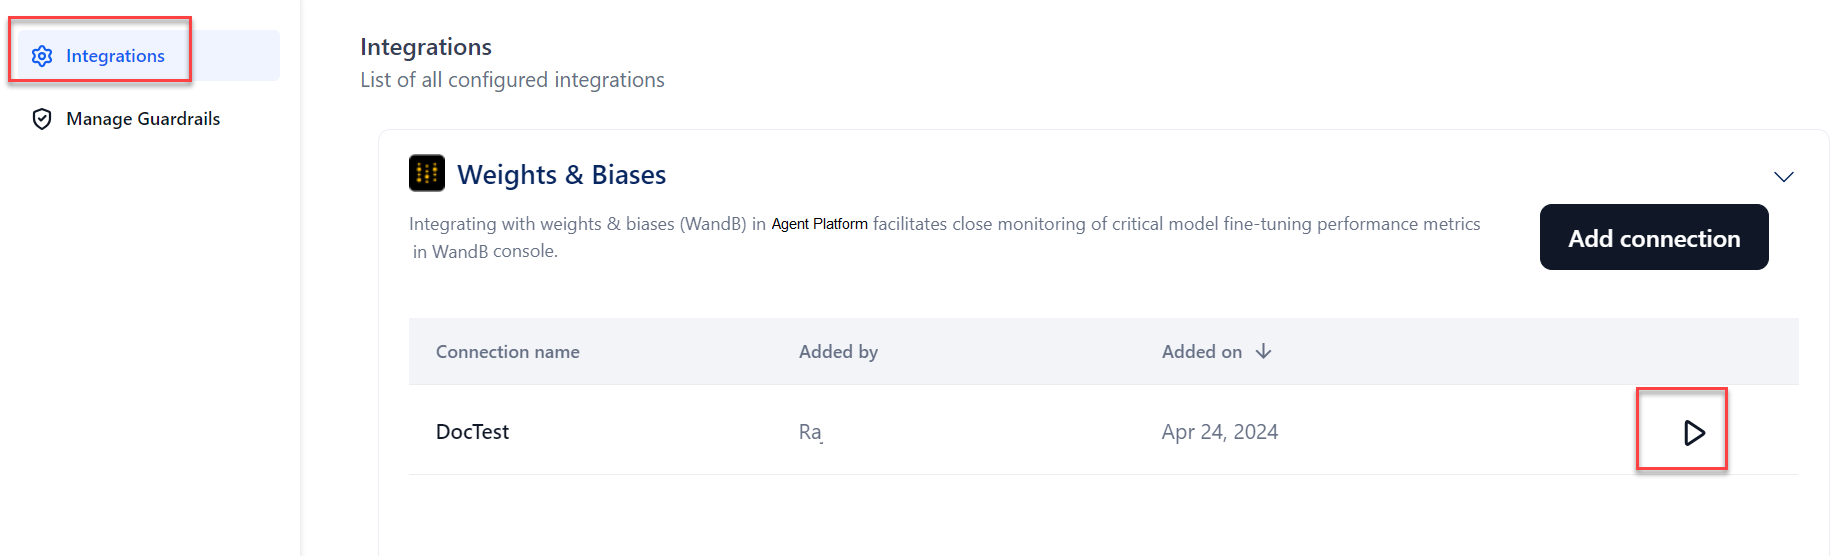 Integrations
Manage Guardrails
Integrations
List of all configured integrations
Weights & Biases
Integrating with weights & biases (WandB) in Agent Platform facilitates close monitoring of critical model fine-tuning performance metrics
in WandB console.
Add connection
Connection name Added by Added on
DocTest Ra Apr 24, 2024